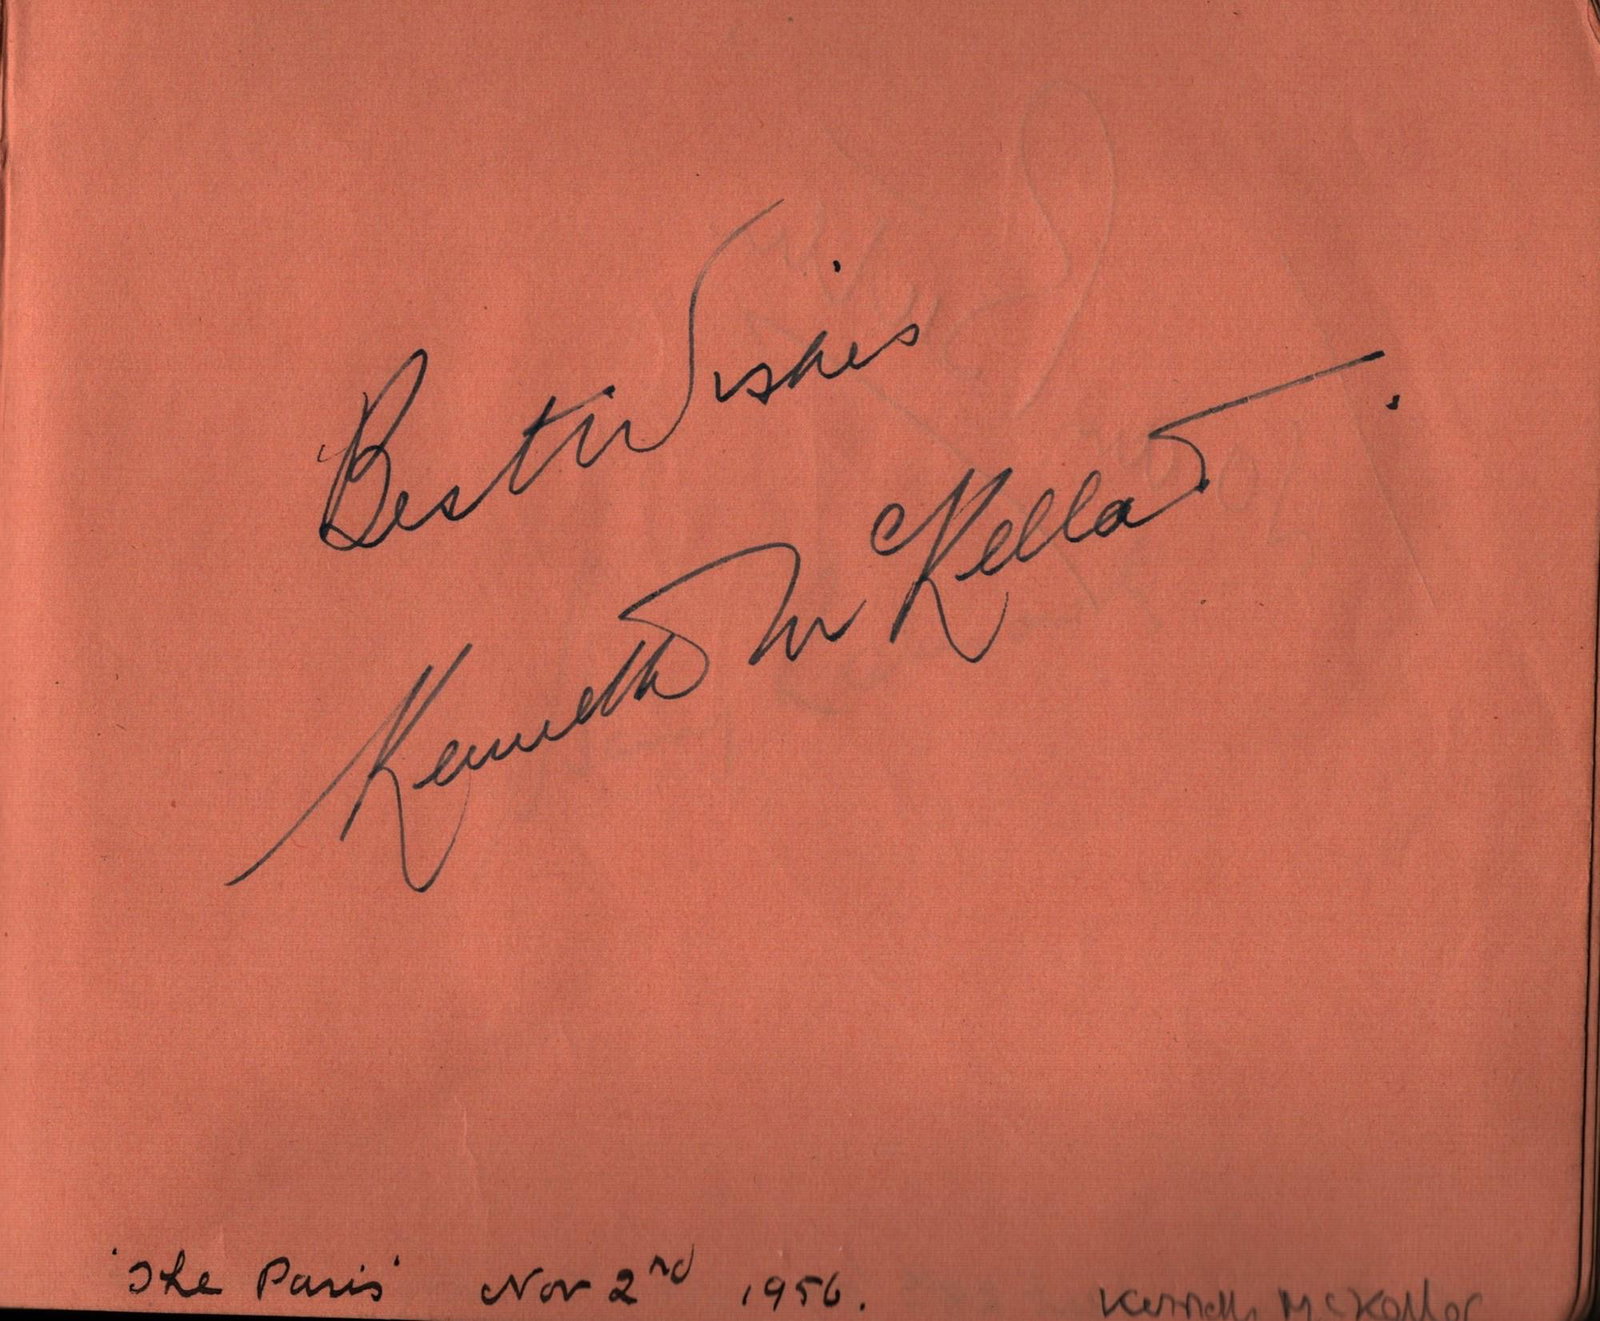 Best Wishes
Kenneth McKellar.
'The Paris' Nov 2nd 1956.
Kenneth McKellar